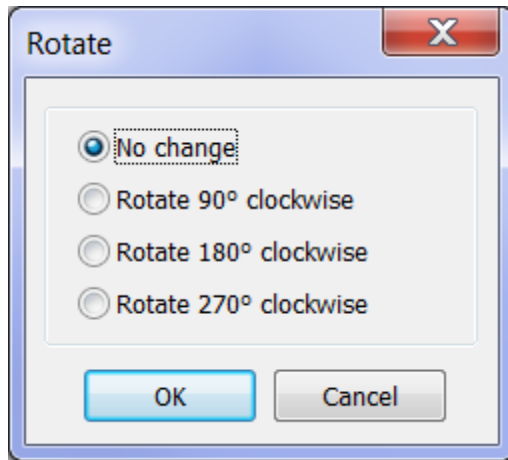 Rotate
No change
Rotate 90º clockwise
Rotate 180º clockwise
Rotate 270º clockwise
OK Cancel